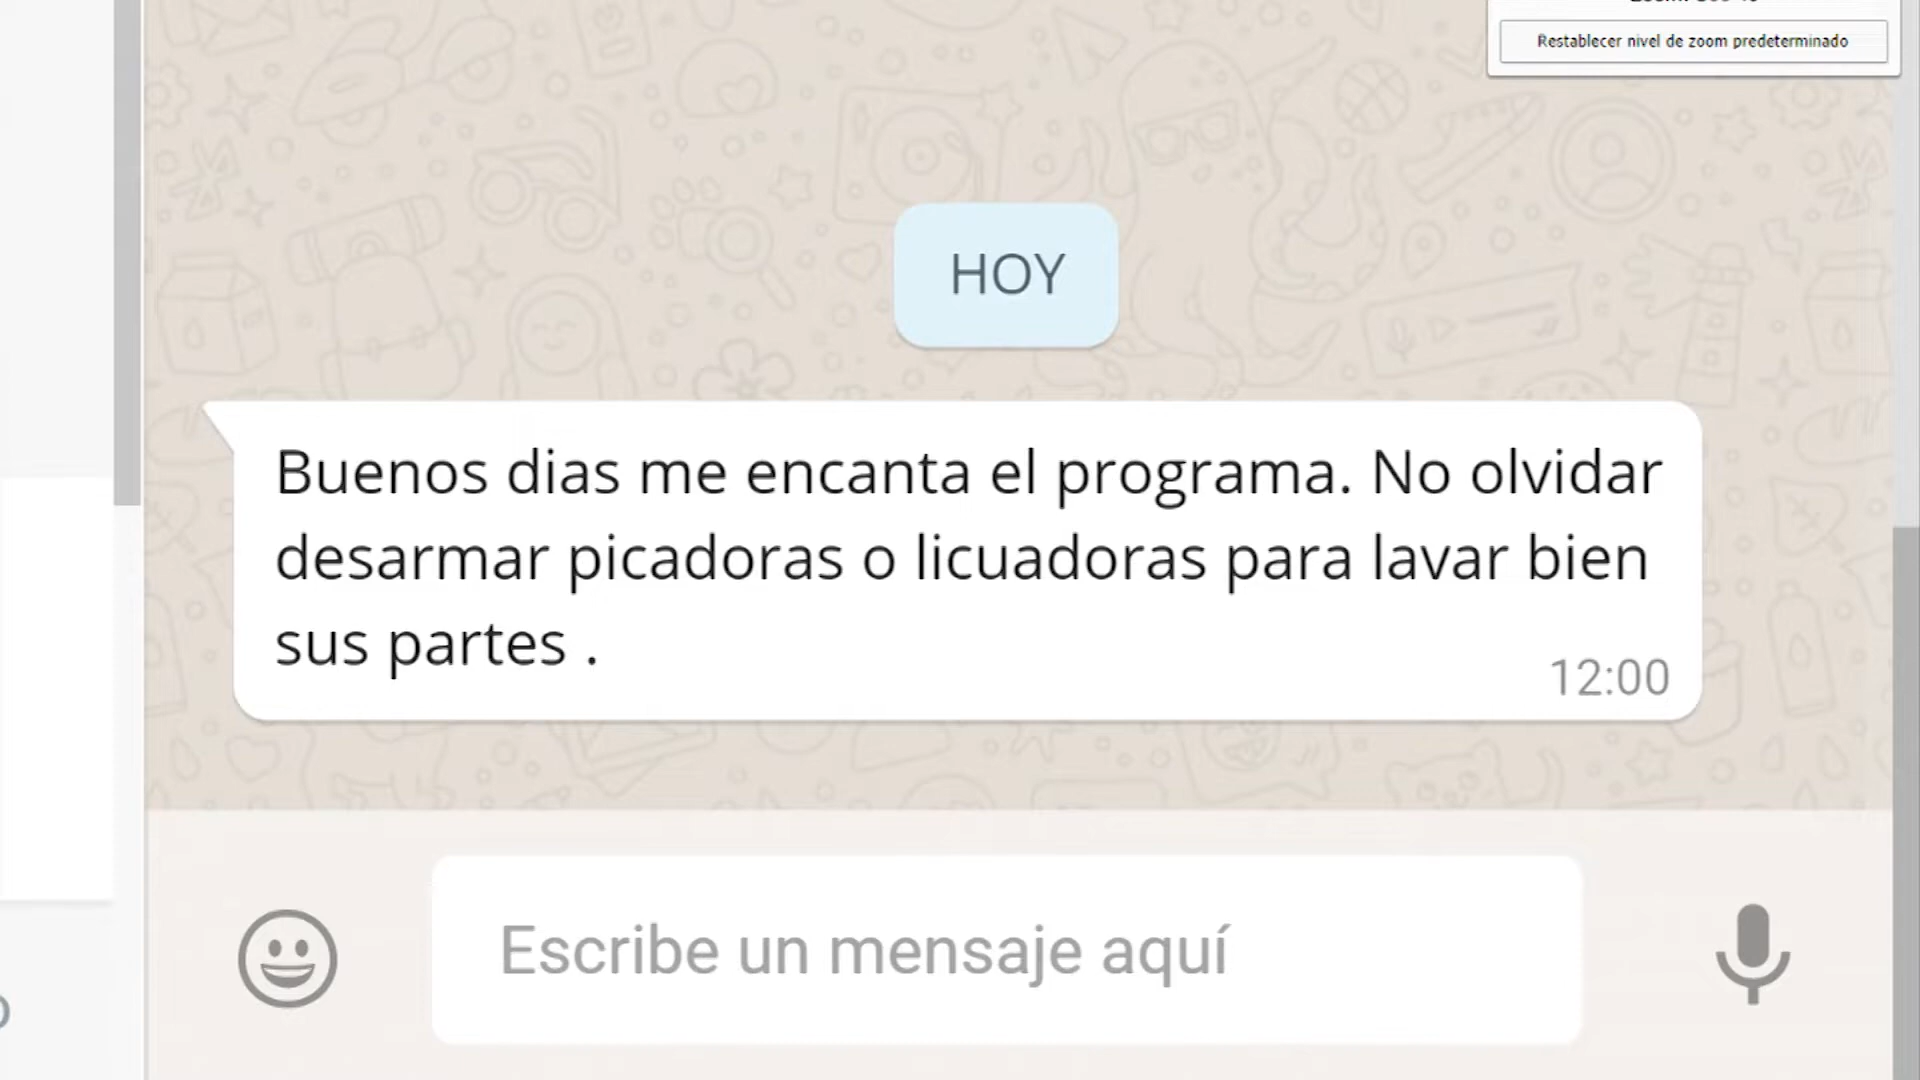 Restablecer nivel de zoom predeterminado
HOY
Buenos dias me encanta el programa. No olvidar
desarmar picadoras o licuadoras para lavar bien
sus partes .
12:00
Escribe un mensaje aquí